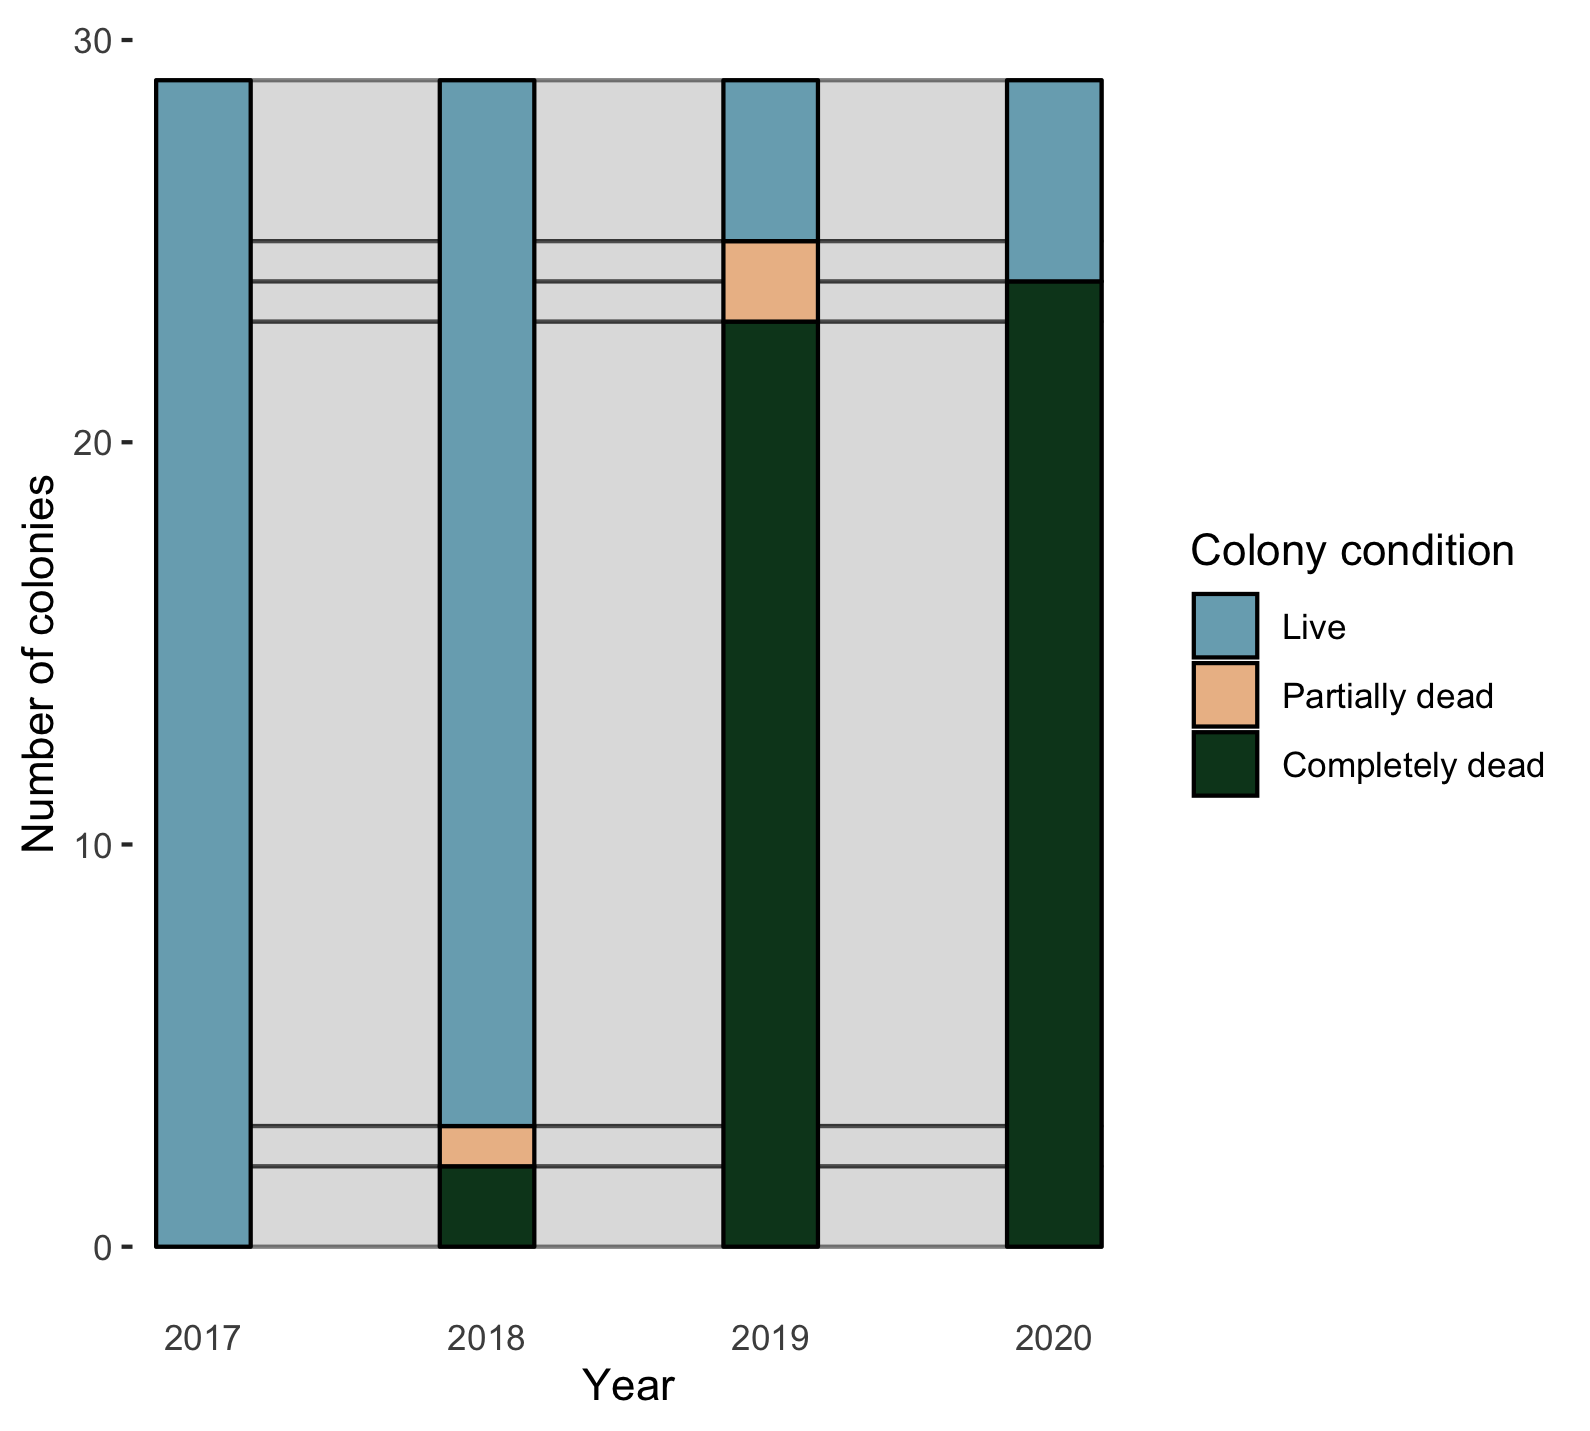 30
20
10
0
Number of colonies
2017
2018
2019
2020
Year
Colony condition
Live
Partially dead
Completely dead